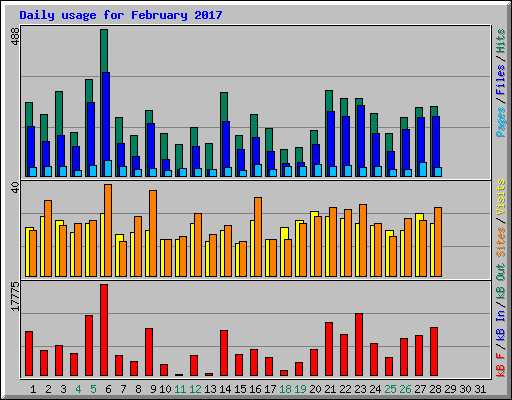 Daily usage for February 2017
488
40
17775
Pages / Files / Hits
Sites / Visits
kB F / kB In / kB Out
1 2 3 4 5 6 7 8 9 10 11 12 13 14 15 16 17 18 19 20 21 22 23 24 25 26 27 28 29 30 31